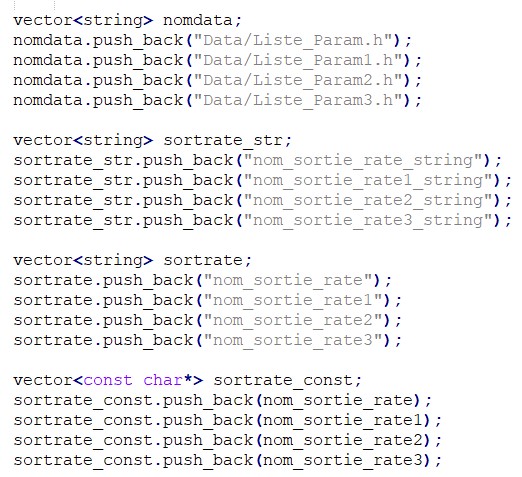 vector<string> nomdata;
nomdata.push_back("Data/Liste_Param.h");
nomdata.push_back("Data/Liste_Param1.h");
nomdata.push_back("Data/Liste_Param2.h");
nomdata.push_back("Data/Liste_Param3.h");
vector<string> sortrate_str;
sortrate_str.push_back("nom_sortie_rate_string");
sortrate_str.push_back("nom_sortie_rate1_string");
sortrate_str.push_back("nom_sortie_rate2_string");
sortrate_str.push_back("nom_sortie_rate3_string");
vector<string> sortrate;
sortrate.push_back("nom_sortie_rate");
sortrate.push_back("nom_sortie_rate1");
sortrate.push_back("nom_sortie_rate2");
sortrate.push_back("nom_sortie_rate3");
vector<const char*> sortrate_const;
sortrate_const.push_back(nom_sortie_rate);
sortrate_const.push_back(nom_sortie_rate1);
sortrate_const.push_back(nom_sortie_rate2);
sortrate_const.push_back(nom_sortie_rate3);